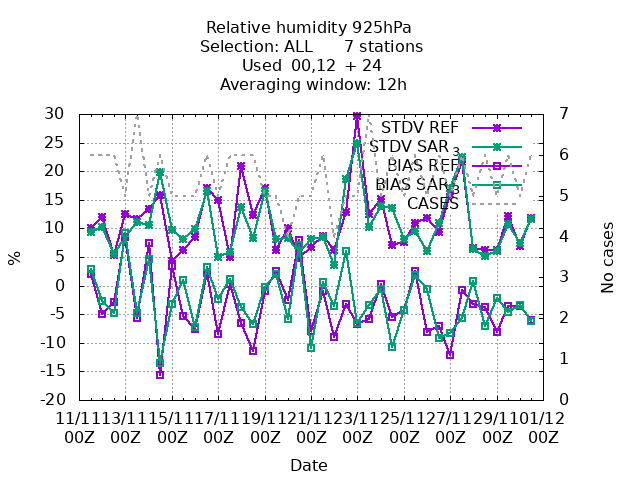 Relative humidity 925hPa
Selection: ALL 7 stations
Used 00,12 + 24
Averaging window: 12h
STDV REF
STDV SAR_3
BIAS REF
BIAS SAR_3
CASES
30
25
20
15
10
5
0
-5
-10
-15
-20
%
7
6
5
4
3
2
1
0
No cases
11/11 13/11 15/11 17/11 19/11 21/11 23/11 25/11 27/11 29/11 01/12
00Z 00Z 00Z 00Z 00Z 00Z 00Z 00Z 00Z 00Z 00Z
Date